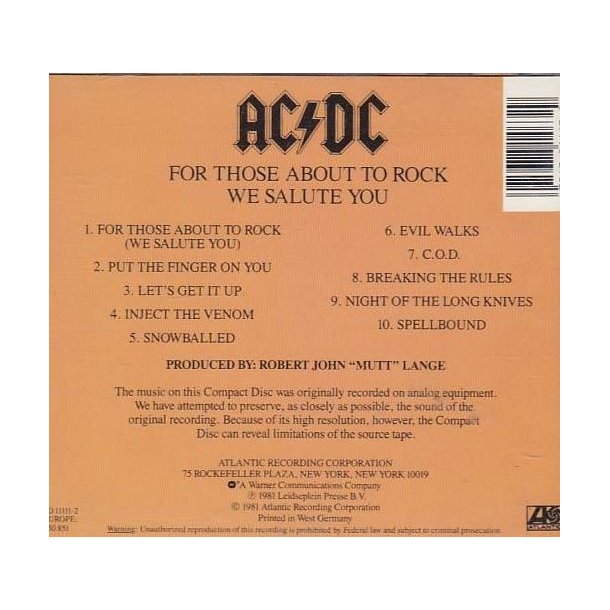 AC⚡DC
FOR THOSE ABOUT TO ROCK
WE SALUTE YOU
1. FOR THOSE ABOUT TO ROCK
(WE SALUTE YOU)
2. PUT THE FINGER ON YOU
3. LET'S GET IT UP
4. INJECT THE VENOM
5. SNOWBALLED
6. EVIL WALKS
7. C.O.D.
8. BREAKING THE RULES
9. NIGHT OF THE LONG KNIVES
10. SPELLBOUND
PRODUCED BY: ROBERT JOHN “MUTT” LANGE
The music on this Compact Disc was originally recorded on analog equipment.
We have attempted to preserve, as closely as possible, the sound of the
original recording. Because of its high resolution, however, the Compact
Disc can reveal limitations of the source tape.
ATLANTIC RECORDING CORPORATION
75 ROCKEFELLER PLAZA, NEW YORK, NEW YORK 10019
A Warner Communications Company
℗ 1981 Leidseplein Presse B.V.
© 1981 Atlantic Recording Corporation
Printed in West Germany
11111-2
EUROPE:
50 851
Warning: Unauthorized reproduction of this recording is prohibited by Federal law and subject to criminal prosecution.
ATLANTIC